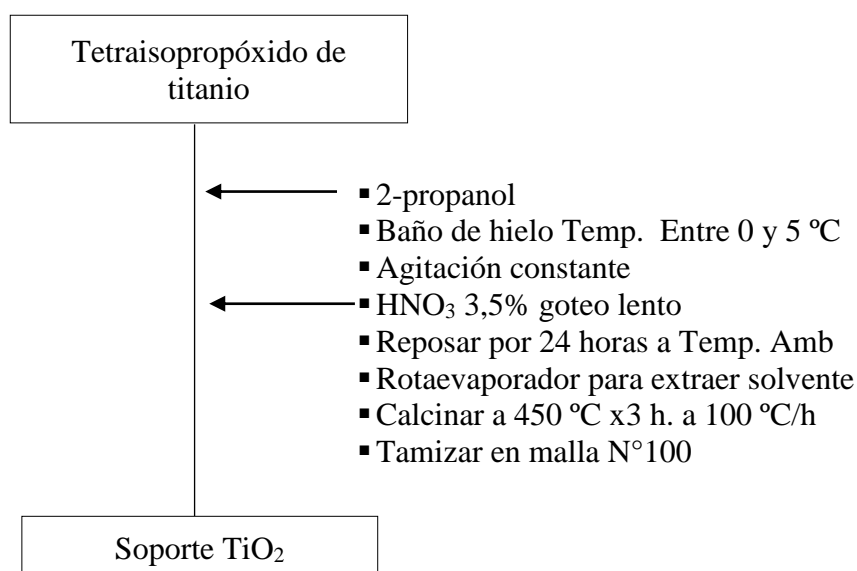 Tetraisopropóxido de
titanio
▪ 2-propanol
▪ Baño de hielo Temp. Entre 0 y 5 ºC
▪ Agitación constante
▪ HNO₃ 3,5% goteo lento
▪ Reposar por 24 horas a Temp. Amb
▪ Rotaevaporador para extraer solvente
▪ Calcinar a 450 ºC x3 h. a 100 ºC/h
▪ Tamizar en malla N°100
Soporte TiO₂